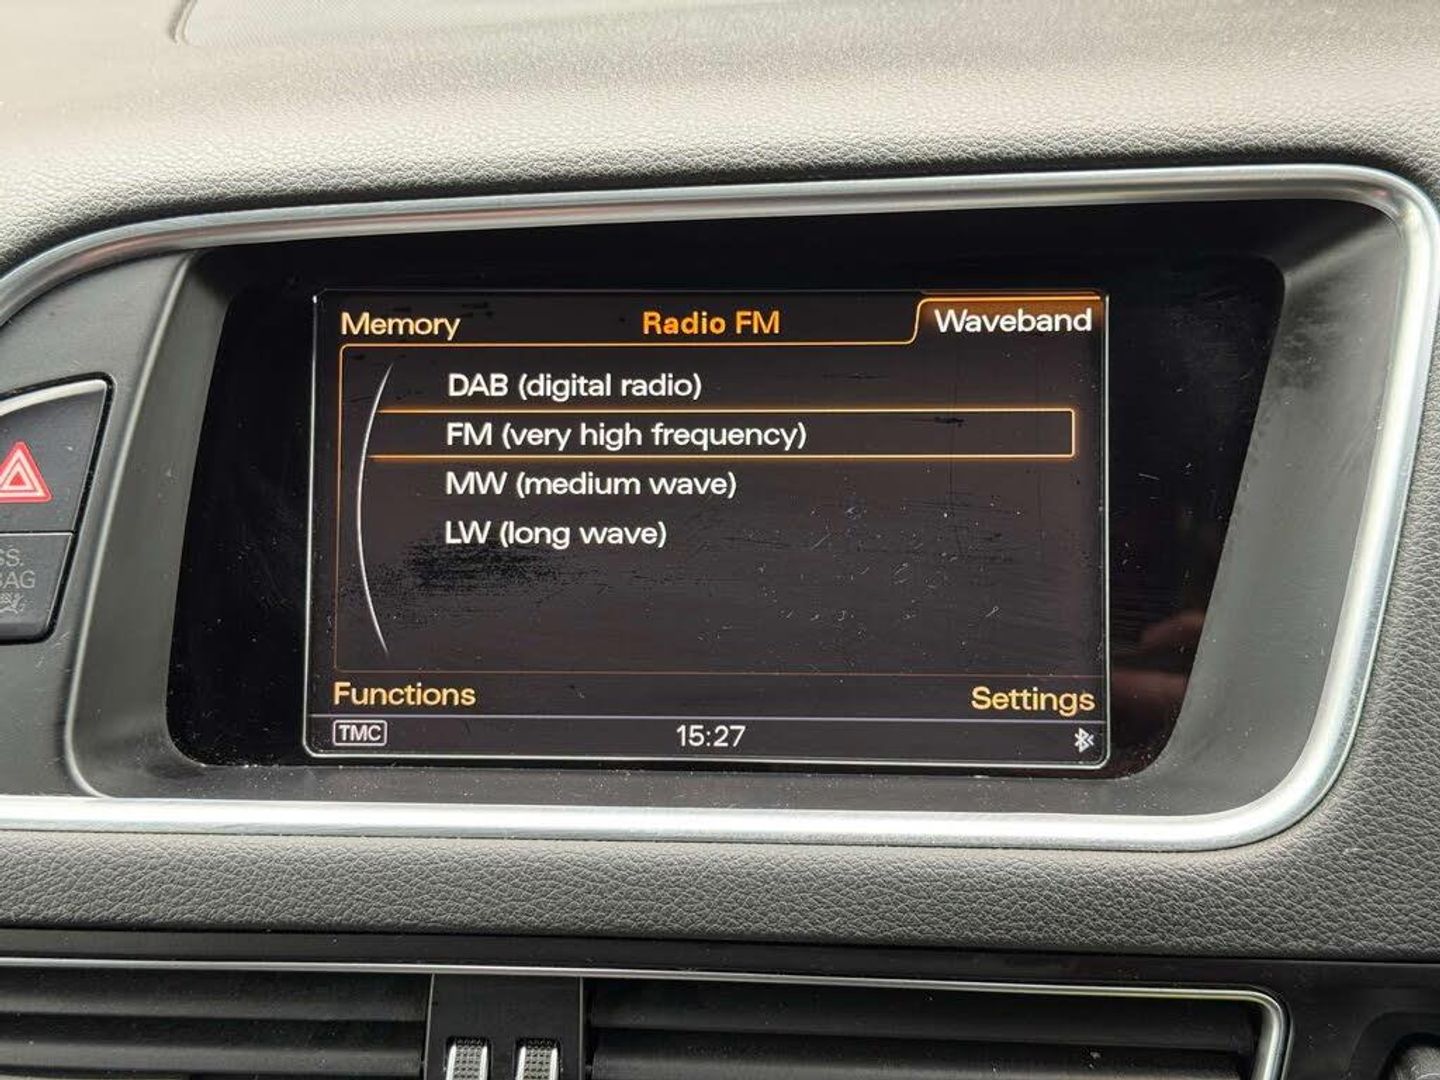 Memory Radio FM Waveband
DAB (digital radio)
FM (very high frequency)
MW (medium wave)
LW (long wave)
Functions Settings
TMC 15:27